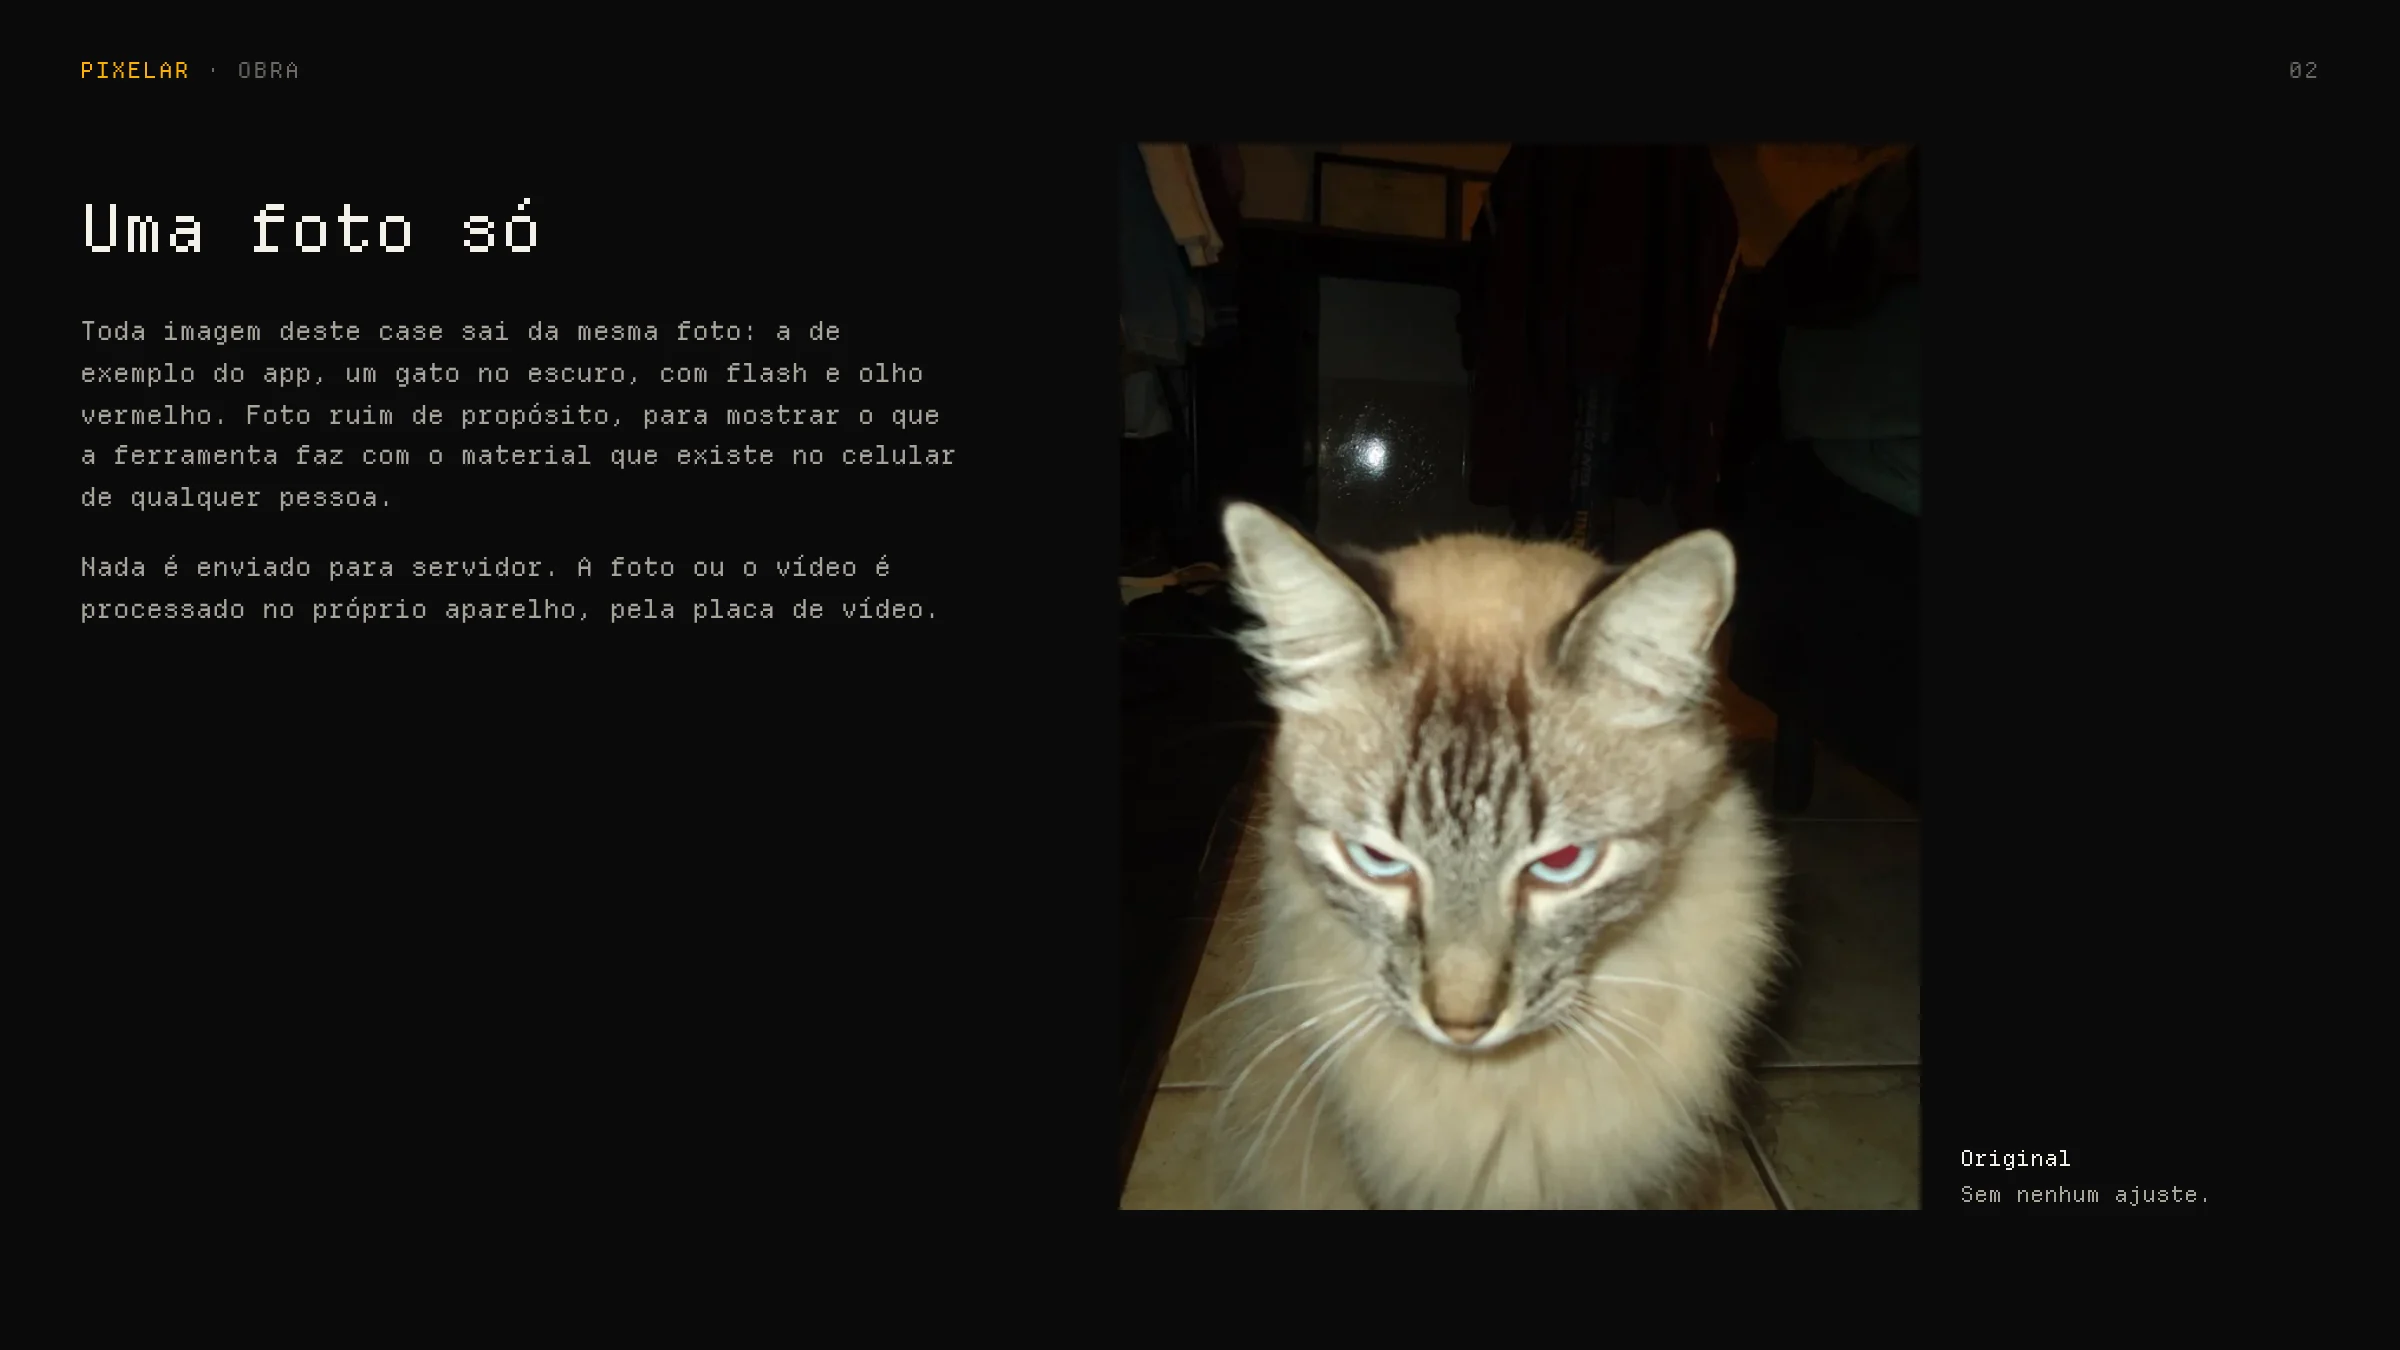 PIXELAR · OBRA
02
Uma foto só
Toda imagem deste case sai da mesma foto: a de
exemplo do app, um gato no escuro, com flash e olho
vermelho. Foto ruim de propósito, para mostrar o que
a ferramenta faz com o material que existe no celular
de qualquer pessoa.
Nada é enviado para servidor. A foto ou o vídeo é
processado no próprio aparelho, pela placa de vídeo.
Original
Sem nenhum ajuste.